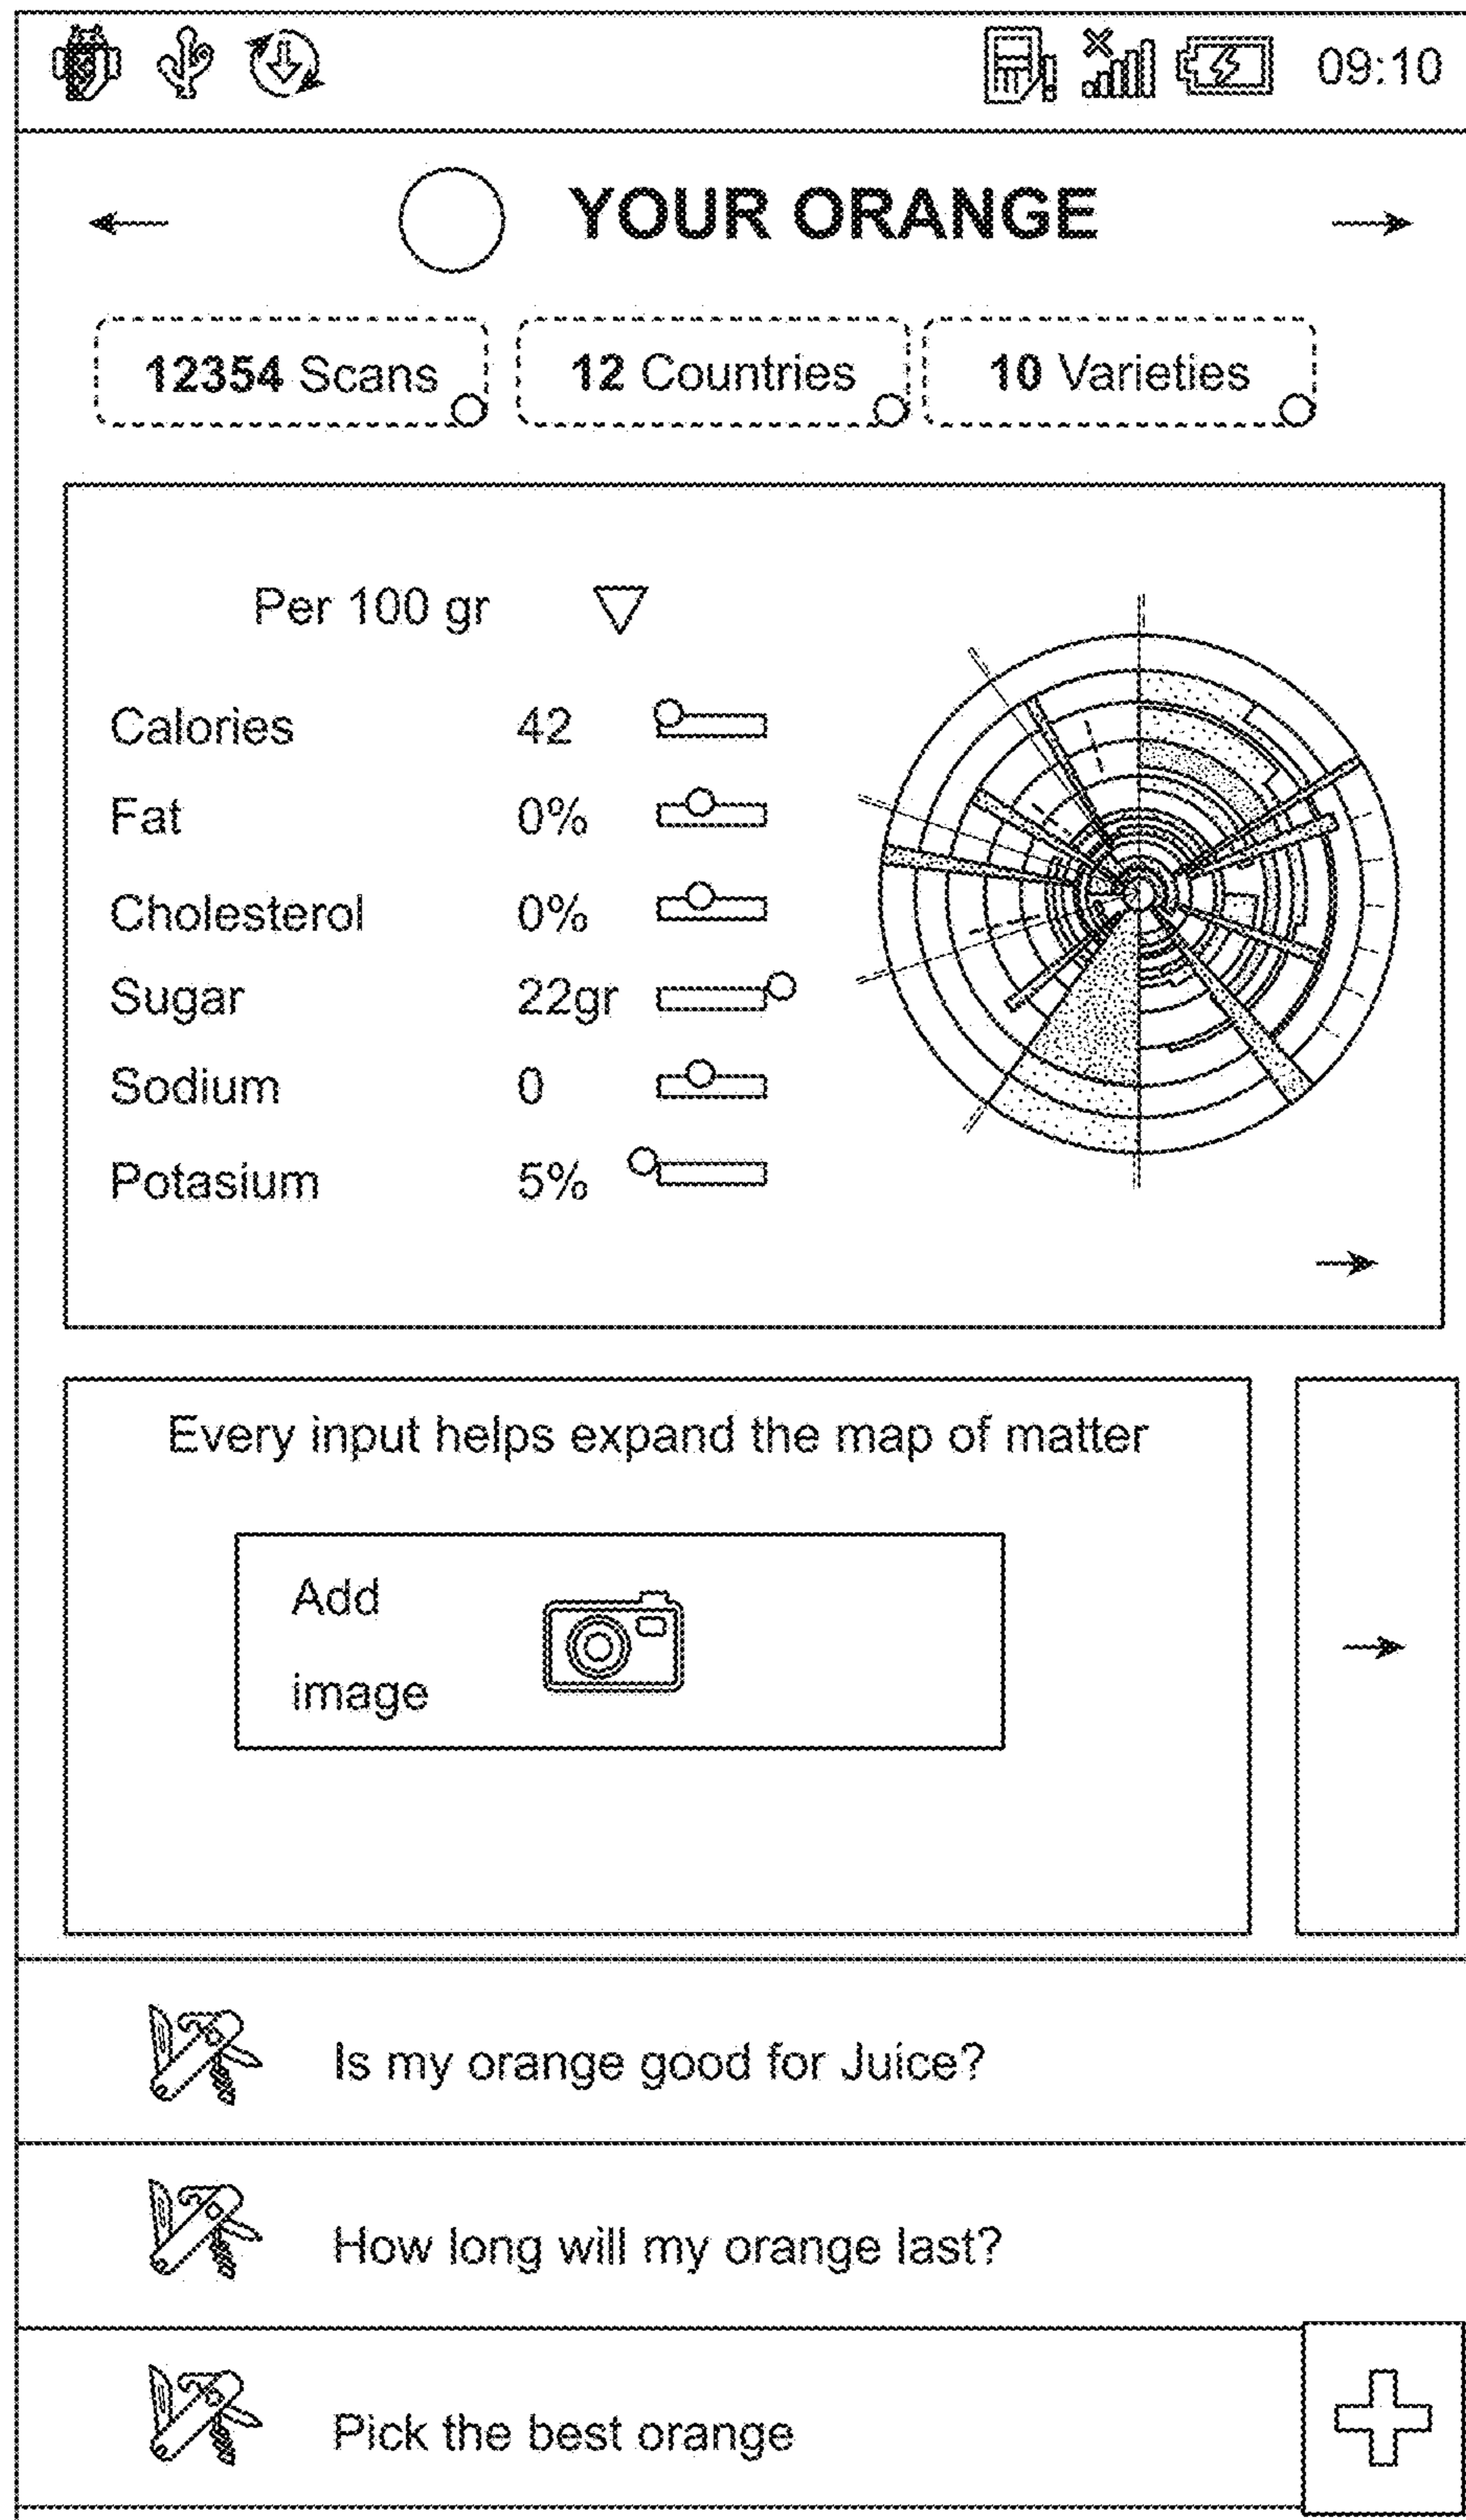 09:10
YOUR ORANGE
12354 Scans 12 Countries 10 Varieties
Per 100 gr
Calories 42
Fat 0%
Cholesterol 0%
Sugar 22gr
Sodium 0
Potasium 5%
Every input helps expand the map of matter
Add
image
Is my orange good for Juice?
How long will my orange last?
Pick the best orange